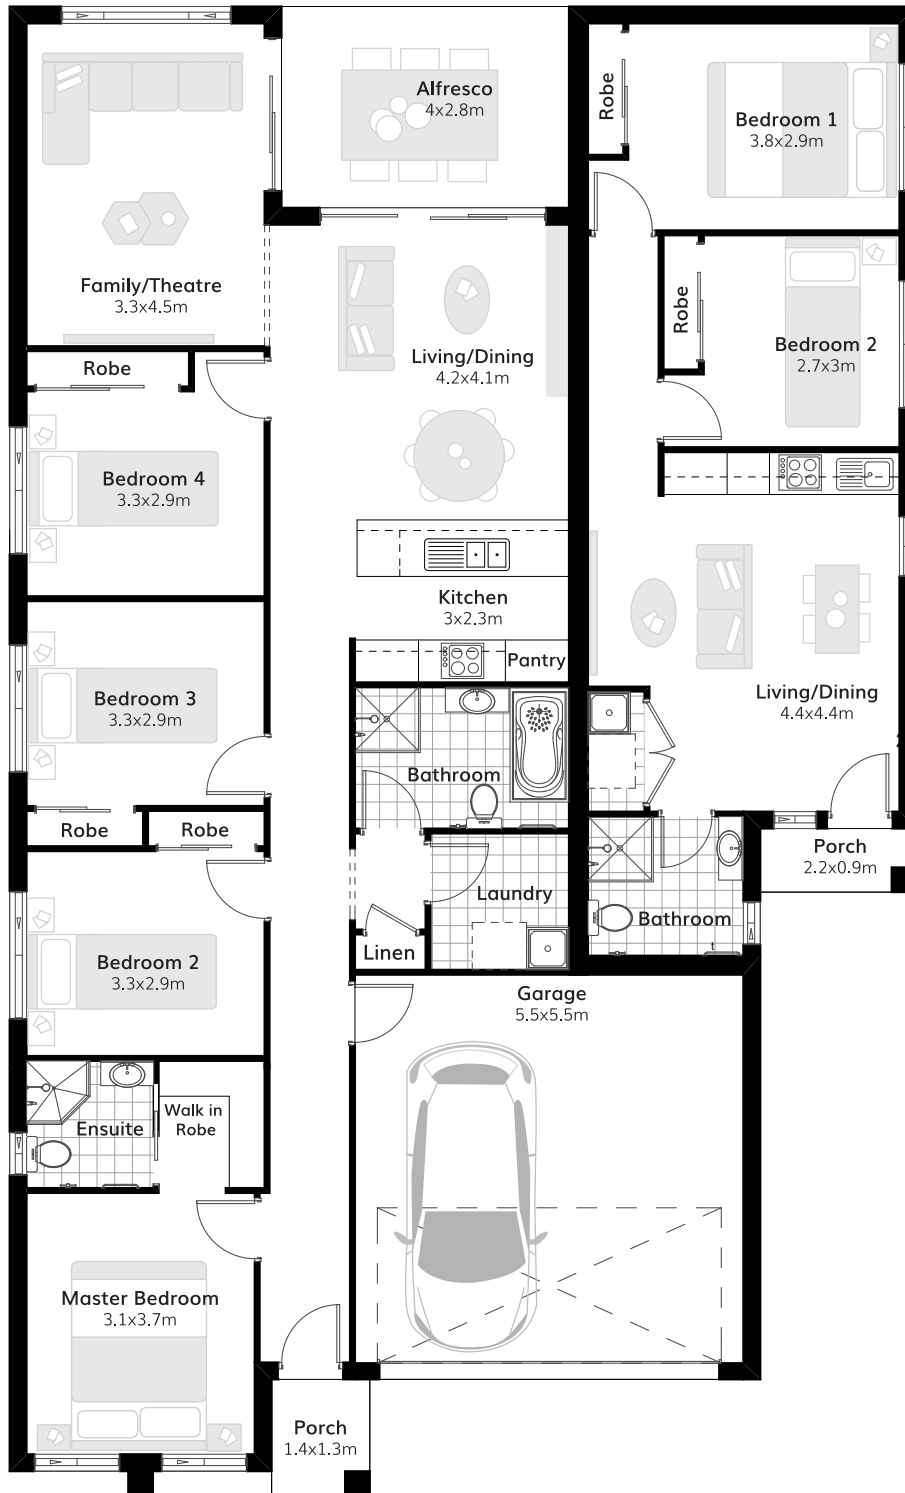 Alfresco
4x2.8m
Robe
Bedroom 1
3.8x2.9m
Family/Theatre
3.3x4.5m
Robe
Living/Dining
4.2x4.1m
Robe
Bedroom 2
2.7x3m
Bedroom 4
3.3x2.9m
Kitchen
3x2.3m
Pantry
Bedroom 3
3.3x2.9m
Living/Dining
4.4x4.4m
Bathroom
Robe
Robe
Porch
2.2x0.9m
Laundry
Bathroom
Linen
Bedroom 2
3.3x2.9m
Garage
5.5x5.5m
Walk in
Robe
Ensuite
Master Bedroom
3.1x3.7m
Porch
1.4x1.3m